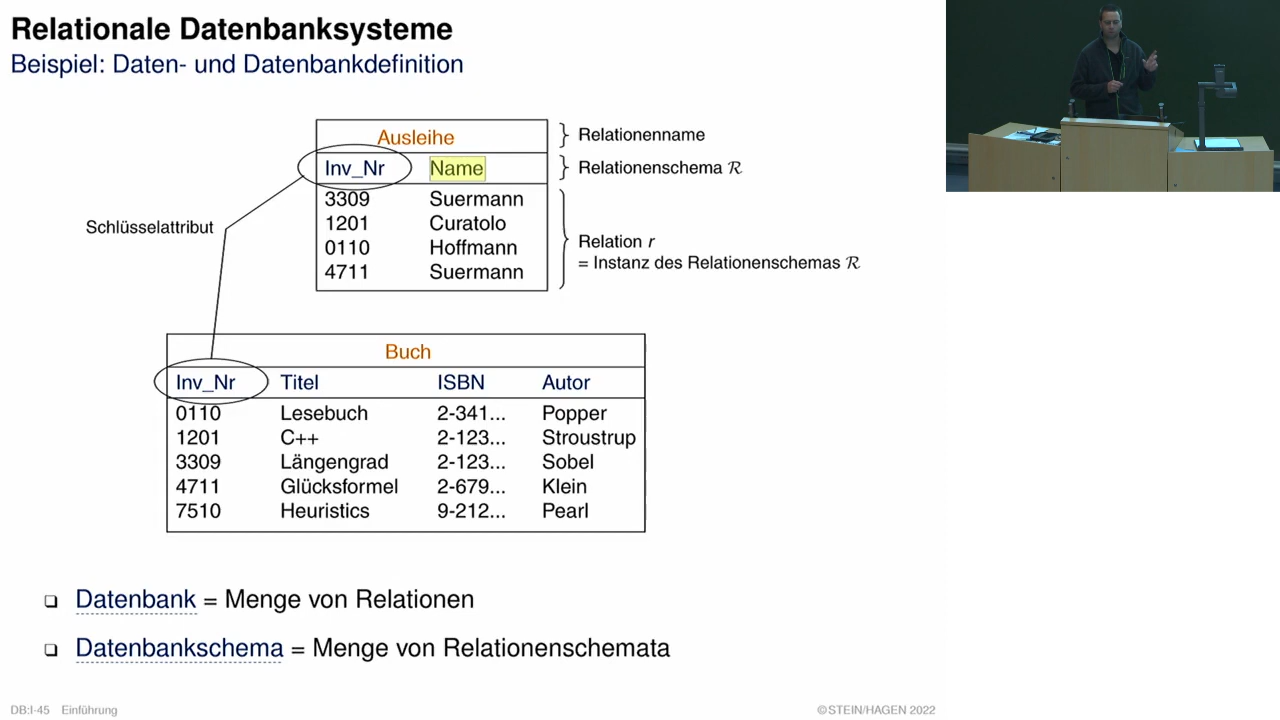 Relationale Datenbanksysteme
Beispiel: Daten- und Datenbankdefinition
Ausleihe
} Relationenname
Inv_Nr Name
} Relationenschema ℛ
3309 Suermann
1201 Curatolo
0110 Hoffmann
4711 Suermann
Schlüsselattribut
Relation r
= Instanz des Relationenschemas ℛ
Buch
Inv_Nr Titel ISBN Autor
0110 Lesebuch 2-341... Popper
1201 C++ 2-123... Stroustrup
3309 Längengrad 2-123... Sobel
4711 Glücksformel 2-679... Klein
7510 Heuristics 9-212... Pearl
❑ Datenbank = Menge von Relationen
❑ Datenbankschema = Menge von Relationenschemata
DB:I-45 Einführung
©STEIN/HAGEN 2022